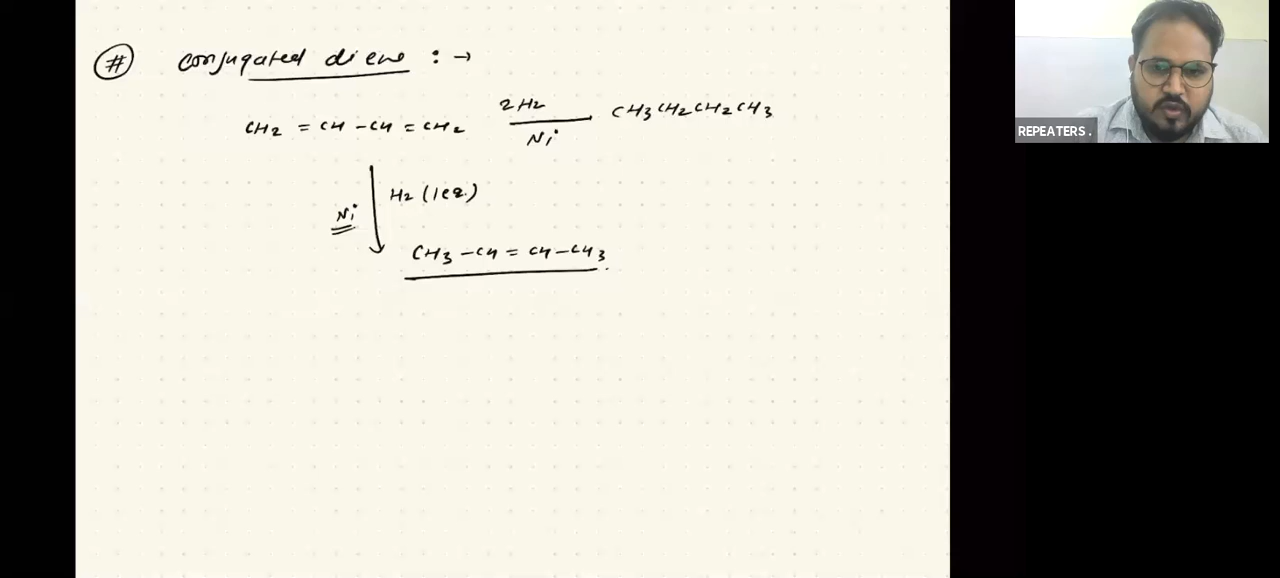 # conjugated diene : →
CH2 = CH - CH = CH2 2H2 Ni CH3CH2CH2CH3
Ni H2 (1eq.)
CH3 - CH = CH - CH3
REPEATERS.